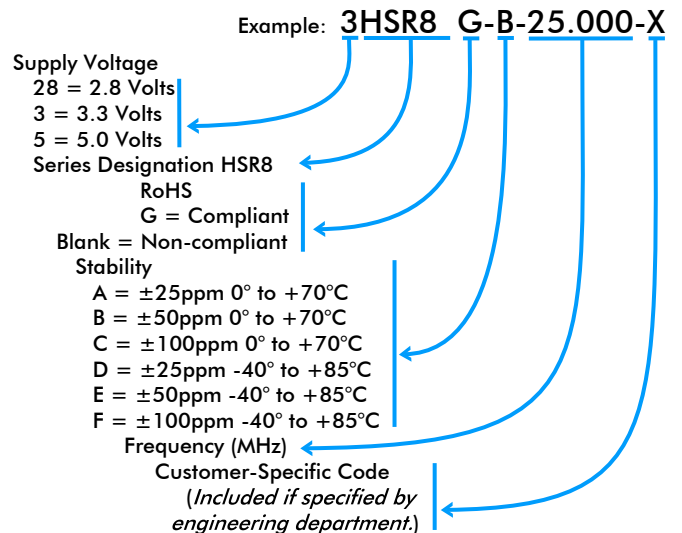 Example: 3HSR8 G-B-25.000-X
Supply Voltage
28 = 2.8 Volts
3 = 3.3 Volts
5 = 5.0 Volts
Series Designation HSR8
RoHS
G = Compliant
Blank = Non-compliant
Stability
A = ±25ppm 0° to +70°C
B = ±50ppm 0° to +70°C
C = ±100ppm 0° to +70°C
D = ±25ppm -40° to +85°C
E = ±50ppm -40° to +85°C
F = ±100ppm -40° to +85°C
Frequency (MHz)
Customer-Specific Code
(Included if specified by
engineering department.)